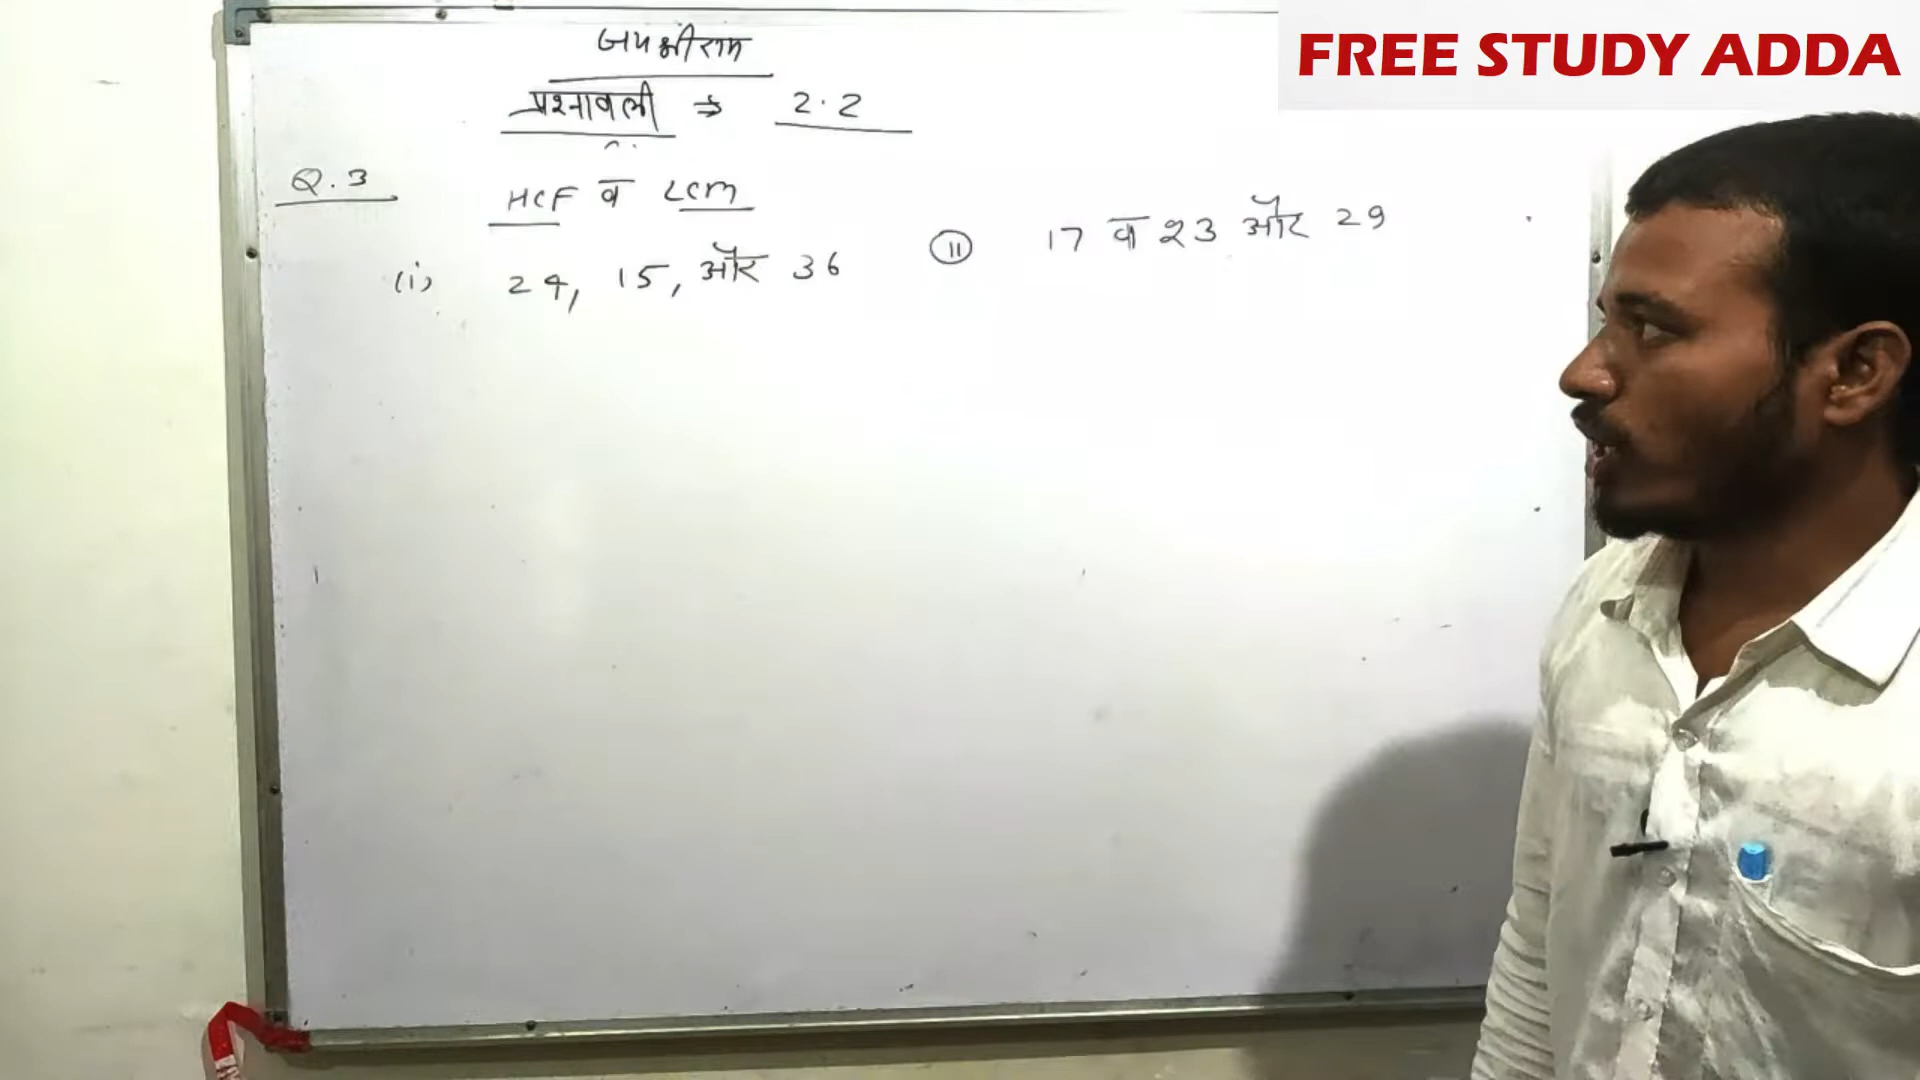 FREE STUDY ADDA
जय श्री राम
प्रश्नावली ⇒ 2.2
Q.3 HCF व LCM
(i) 24, 15, और 36
(ii) 17 व 23 और 29